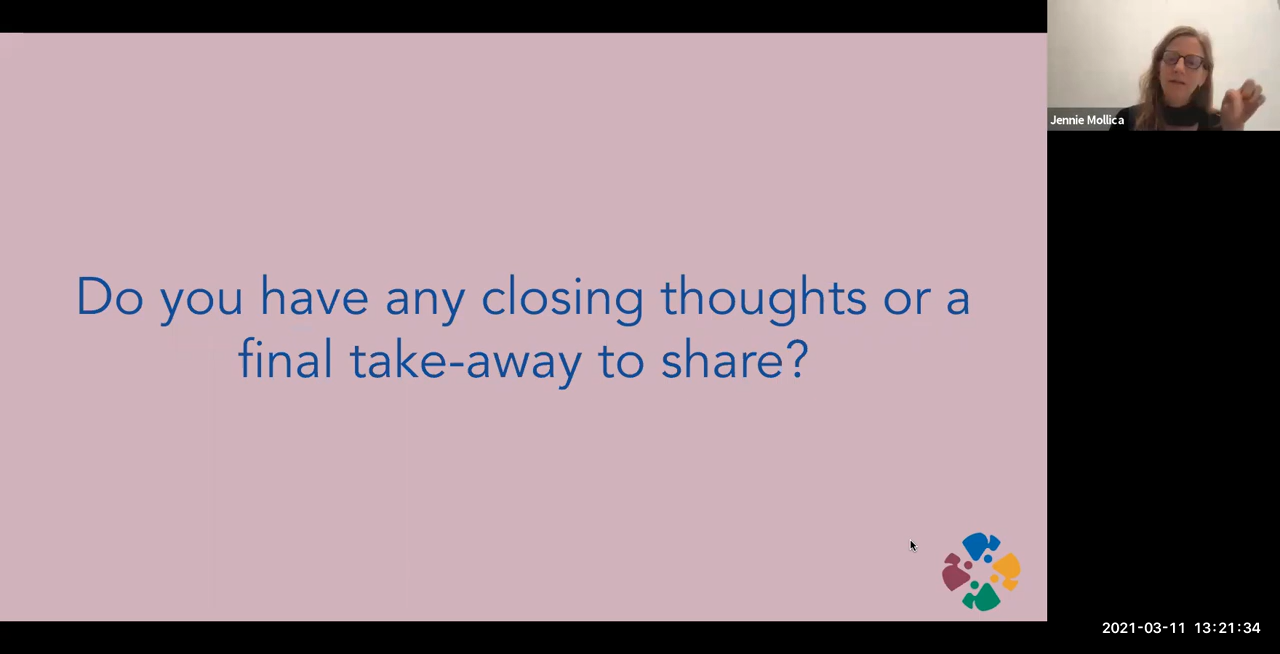 Jennie Mollica
Do you have any closing thoughts or a
final take-away to share?
2021-03-11 13:21:34